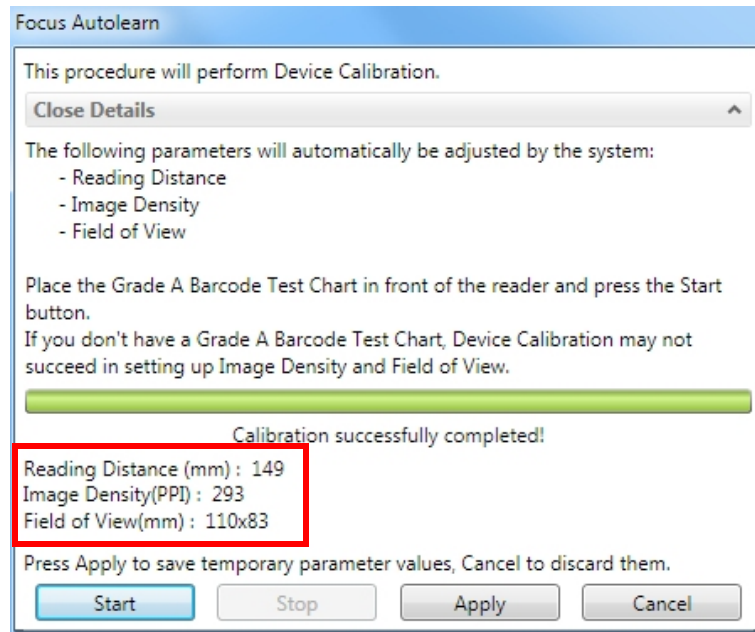 Focus Autolearn
This procedure will perform Device Calibration.
Close Details
The following parameters will automatically be adjusted by the system:
- Reading Distance
- Image Density
- Field of View
Place the Grade A Barcode Test Chart in front of the reader and press the Start
button.
If you don't have a Grade A Barcode Test Chart, Device Calibration may not
succeed in setting up Image Density and Field of View.
Calibration successfully completed!
Reading Distance (mm) : 149
Image Density(PPI) : 293
Field of View(mm) : 110x83
Press Apply to save temporary parameter values, Cancel to discard them.
Start Stop Apply Cancel